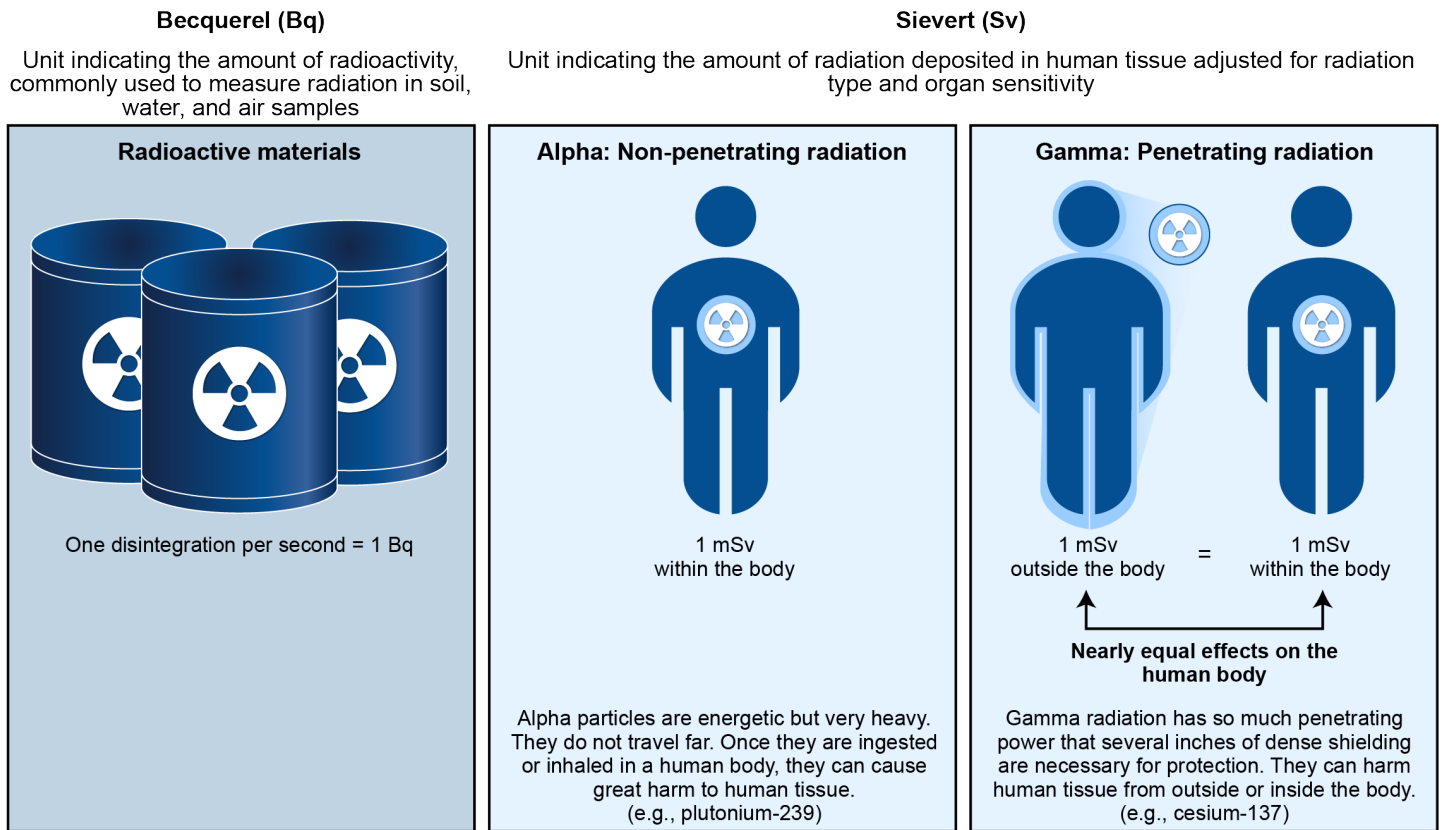 Becquerel (Bq)
Unit indicating the amount of radioactivity,
commonly used to measure radiation in soil,
water, and air samples
Sievert (Sv)
Unit indicating the amount of radiation deposited in human tissue adjusted for radiation
type and organ sensitivity
Radioactive materials
One disintegration per second = 1 Bq
Alpha: Non-penetrating radiation
1 mSv
within the body
Alpha particles are energetic but very heavy.
They do not travel far. Once they are ingested
or inhaled in a human body, they can cause
great harm to human tissue.
(e.g., plutonium-239)
Gamma: Penetrating radiation
1 mSv
outside the body
=
1 mSv
within the body
Nearly equal effects on the
human body
Gamma radiation has so much penetrating
power that several inches of dense shielding
are necessary for protection. They can harm
human tissue from outside or inside the body.
(e.g., cesium-137)